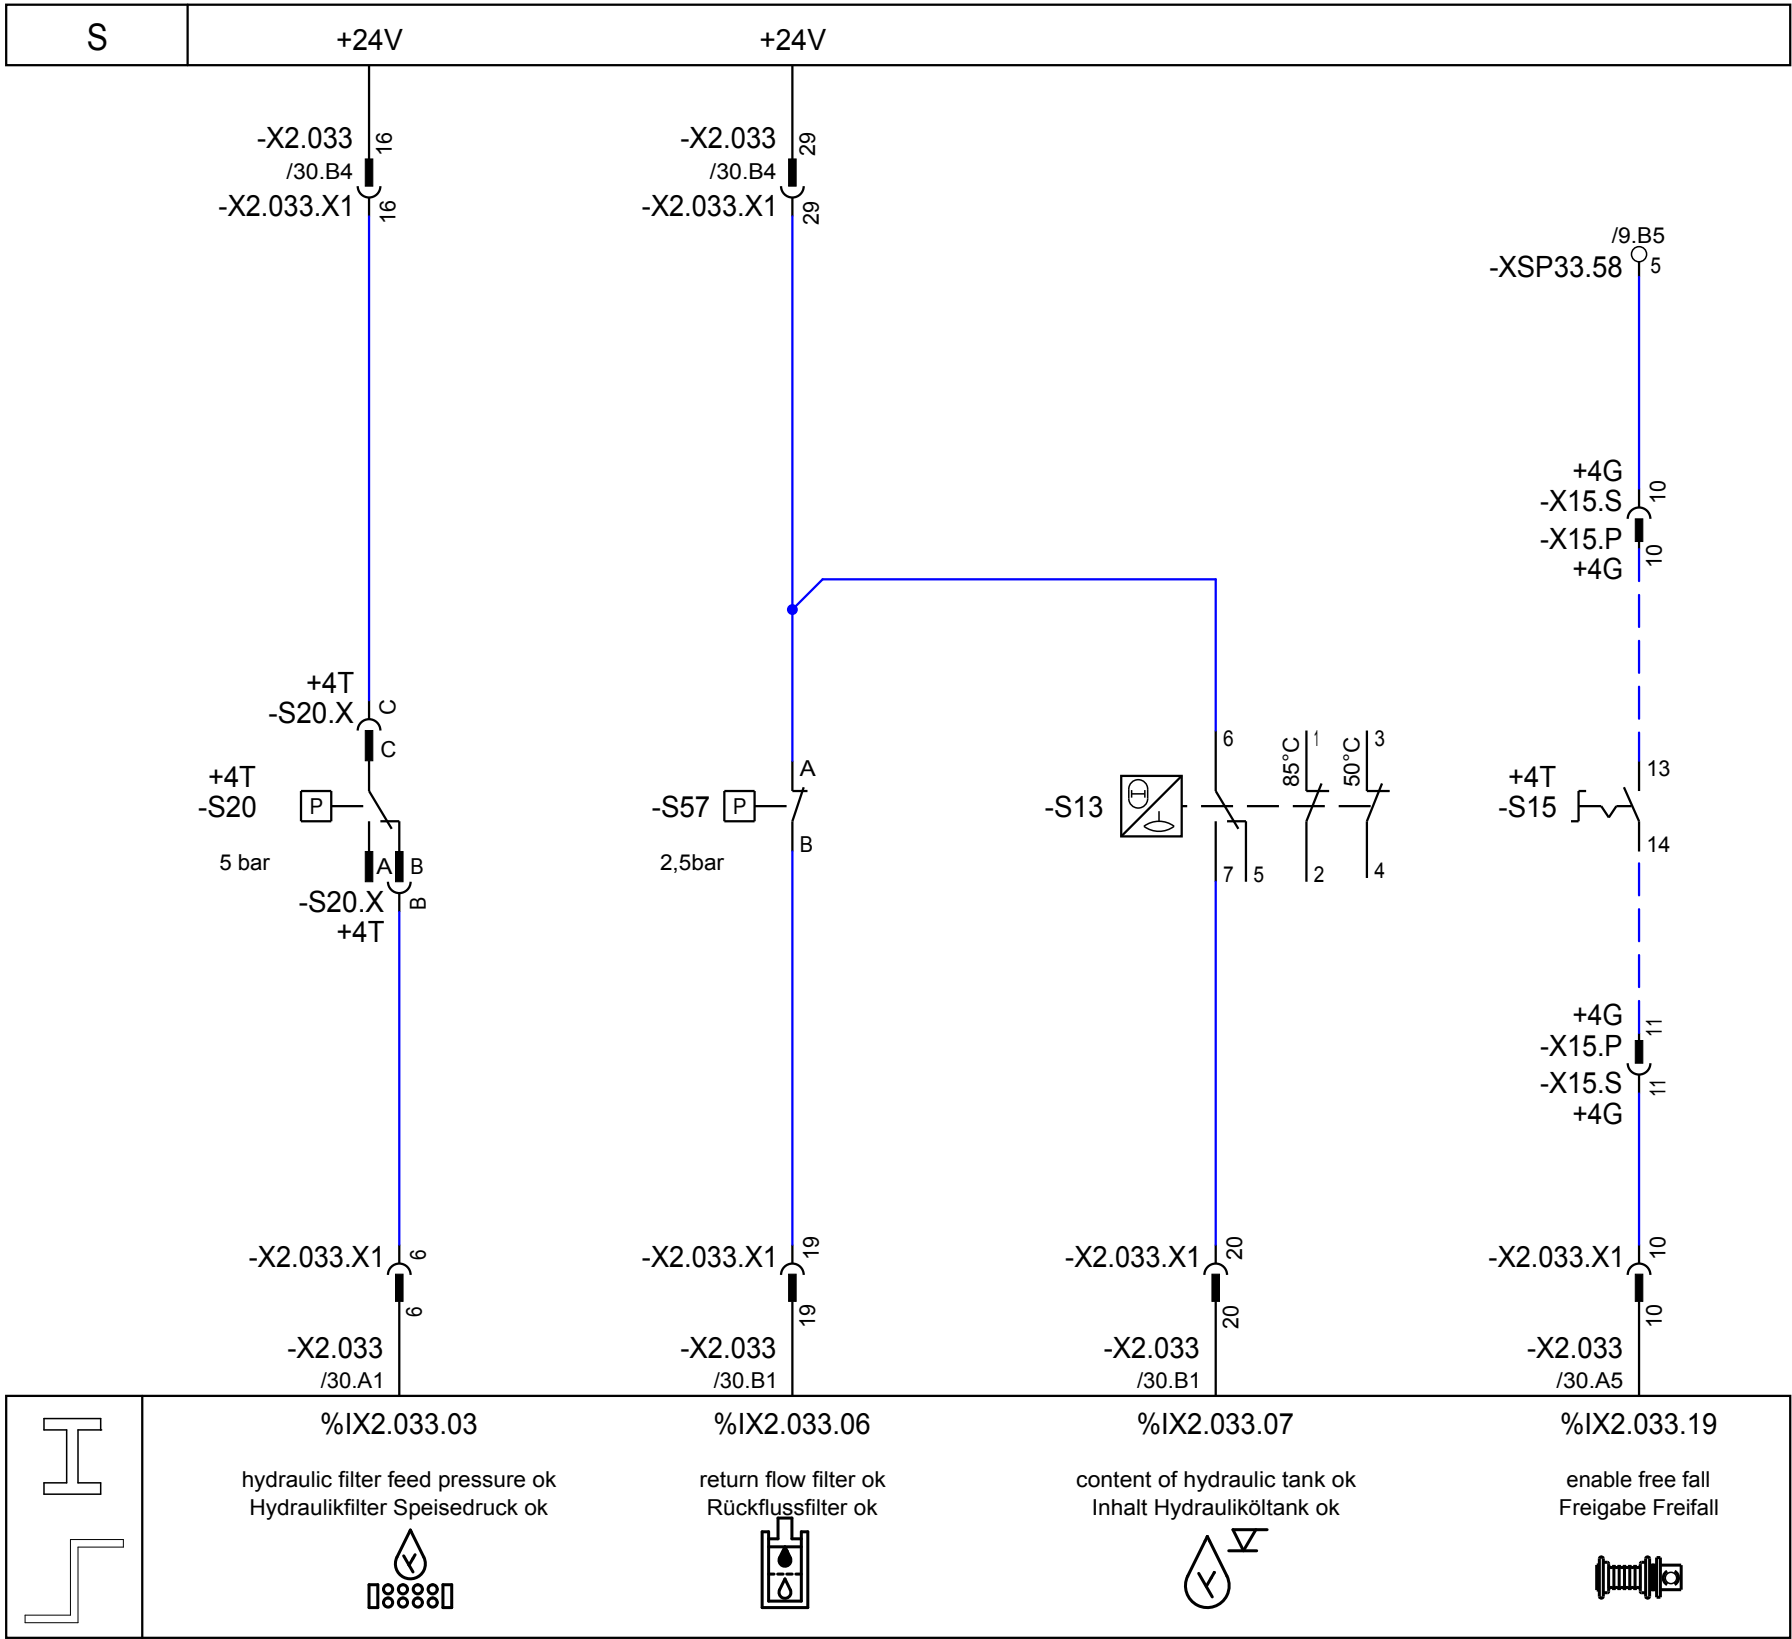 S
+24V
+24V
-X2.033
16
/30.B4
-X2.033.X1
16
-X2.033
29
/30.B4
-X2.033.X1
29
/9.B5
-XSP33.58
5
+4G
-X15.S
10
-X15.P
10
+4G
+4T
-S20.X
C
C
+4T
-S20
P
5 bar
A
B
-S20.X
B
+4T
A
-S57
P
B
2,5bar
6
-S13
7
5
85°C
1
2
50°C
3
4
13
+4T
-S15
14
+4G
11
-X15.P
-X15.S
11
+4G
-X2.033.X1
6
6
-X2.033
/30.A1
-X2.033.X1
19
19
-X2.033
/30.B1
-X2.033.X1
20
20
-X2.033
/30.B1
-X2.033.X1
10
10
-X2.033
/30.A5
%IX2.033.03
hydraulic filter feed pressure ok
Hydraulikfilter Speisedruck ok
%IX2.033.06
return flow filter ok
Rückflussfilter ok
%IX2.033.07
content of hydraulic tank ok
Inhalt Hydrauliköltank ok
%IX2.033.19
enable free fall
Freigabe Freifall